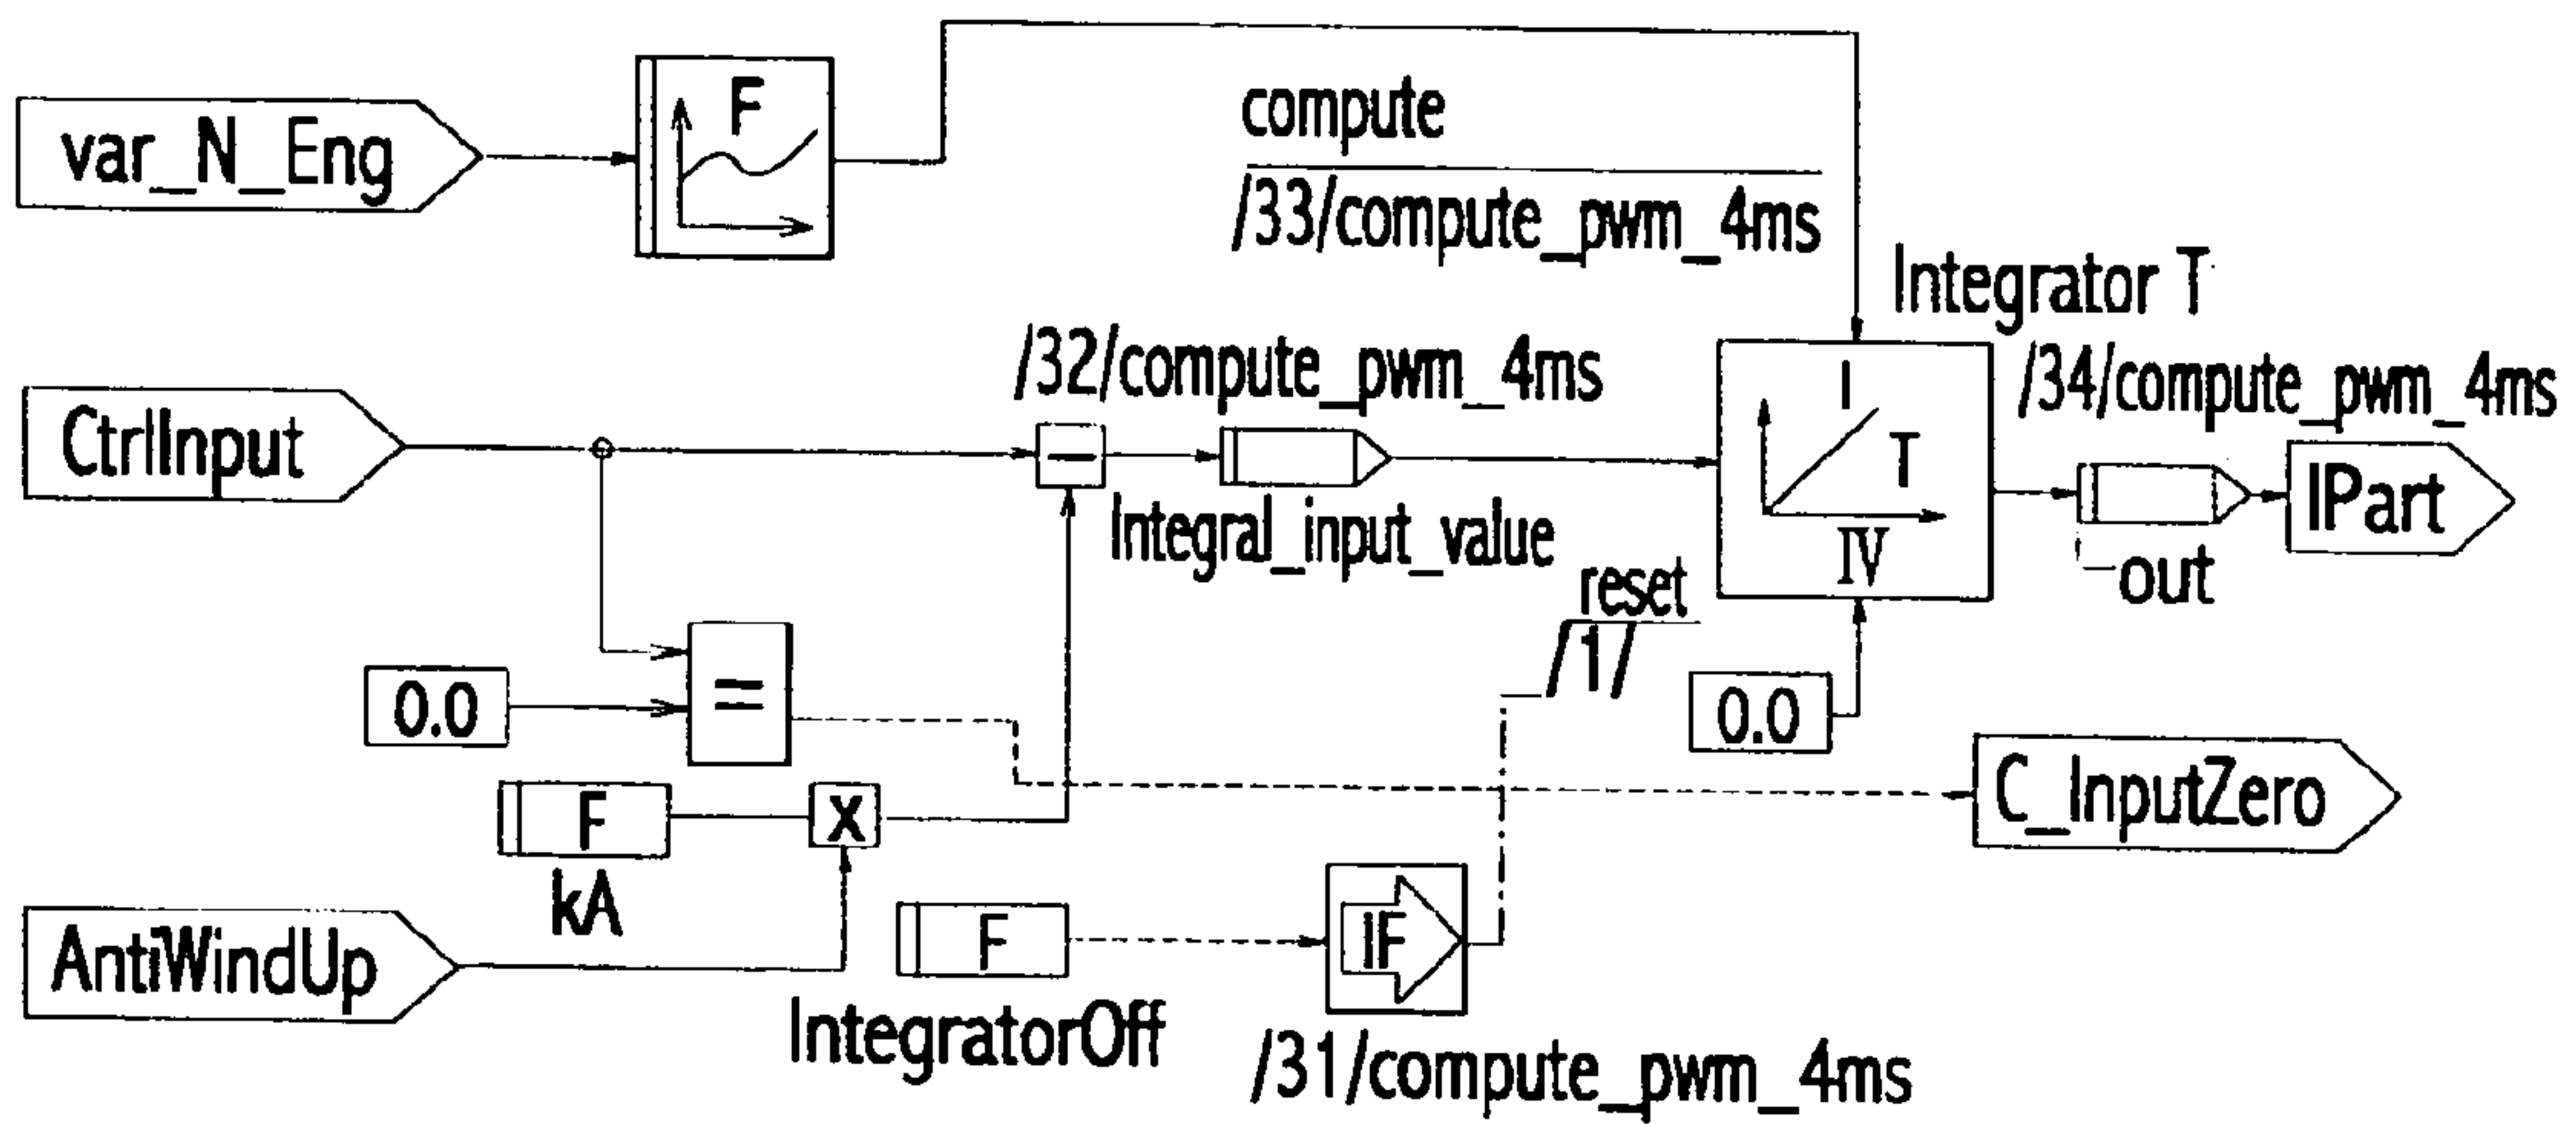 F
var_N_Eng
compute
/33/compute_pwm_4ms
Integrator T
/32/compute_pwm_4ms
/34/compute_pwm_4ms
CtrlInput
—
I
T
IV
IPart
Integral_input_value
out
reset
/1/
0.0
=
0.0
C_InputZero
F
X
kA
AntiWindUp
F
IF
IntegratorOff
/31/compute_pwm_4ms